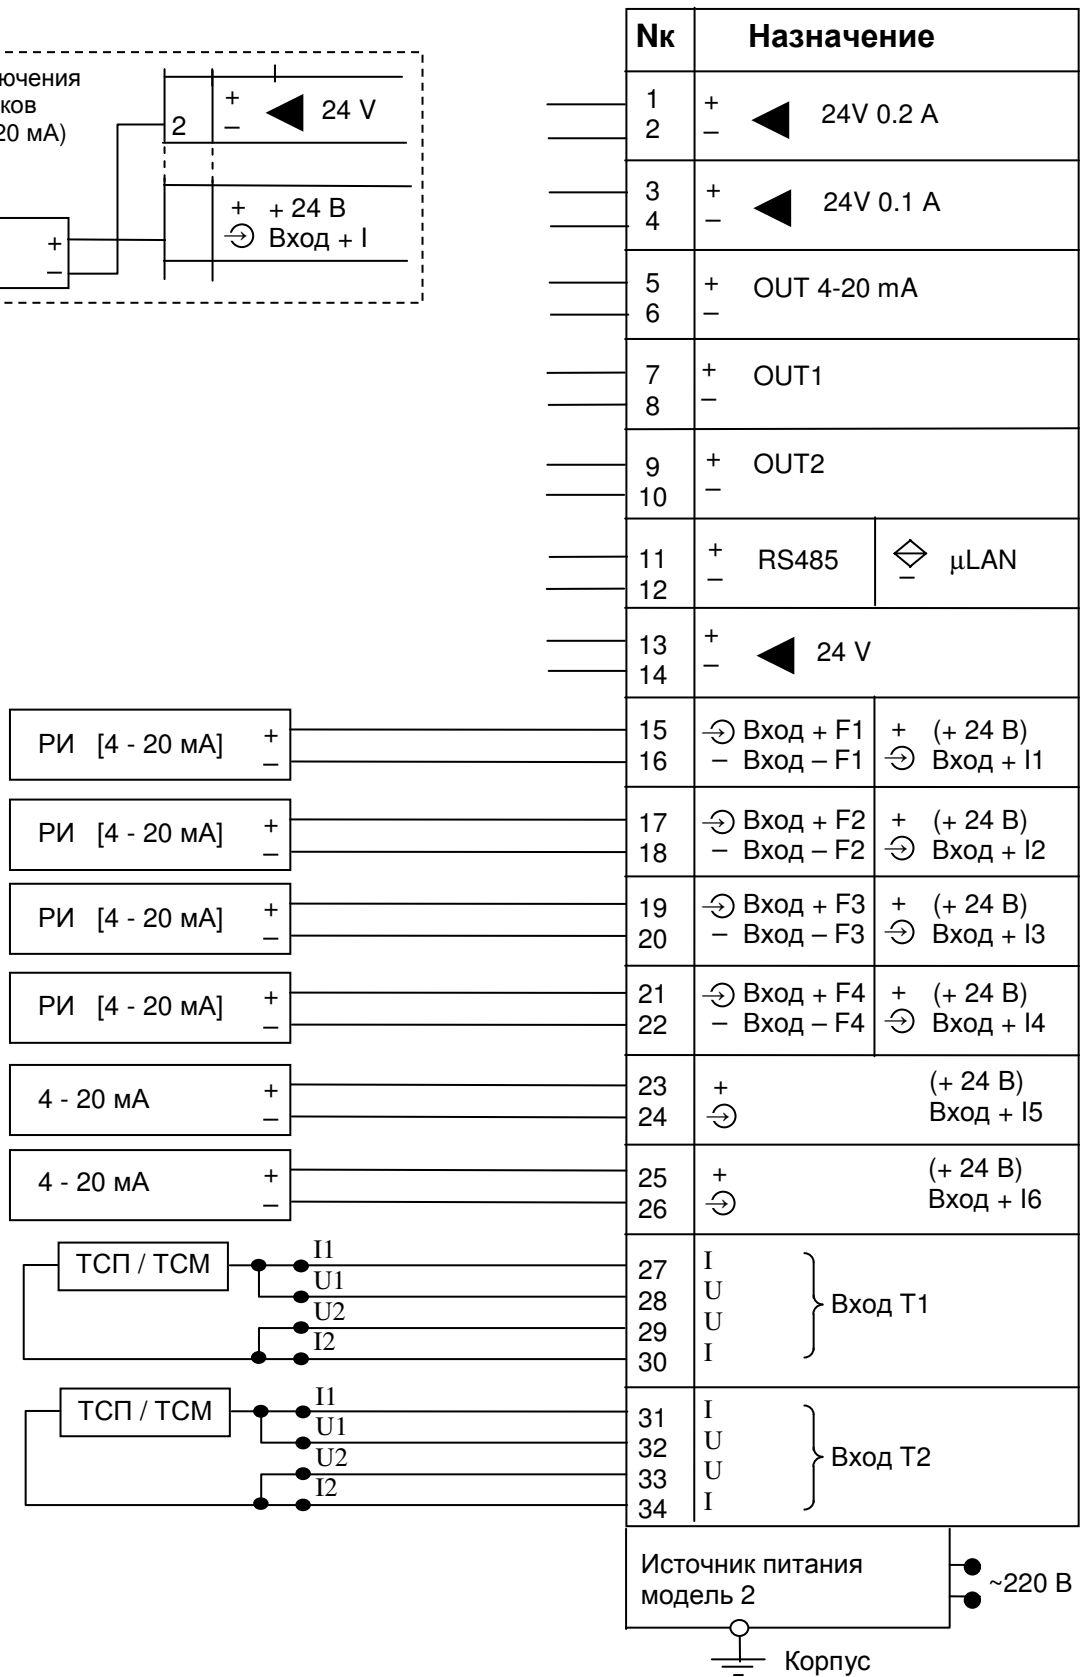 Nк Назначение
1 + 24V 0.2 A
2 –
3 + 24V 0.1 A
4 –
5 + OUT 4-20 mA
6 –
7 + OUT1
8 –
9 + OUT2
10 –
11 + RS485 µLAN
12 – –
13 + 24 V
14 –
РИ [4 - 20 мА] + 15 Вход + F1 + (+ 24 В)
– 16 – Вход – F1 Вход + I1
РИ [4 - 20 мА] + 17 Вход + F2 + (+ 24 В)
– 18 – Вход – F2 Вход + I2
РИ [4 - 20 мА] + 19 Вход + F3 + (+ 24 В)
– 20 – Вход – F3 Вход + I3
РИ [4 - 20 мА] + 21 Вход + F4 + (+ 24 В)
– 22 – Вход – F4 Вход + I4
4 - 20 мА + 23 + (+ 24 В)
– 24 Вход + I5
4 - 20 мА + 25 + (+ 24 В)
– 26 Вход + I6
ТСП / ТСМ I1 27 I
U1 28 U Вход Т1
U2 29 U
I2 30 I
ТСП / ТСМ I1 31 I
U1 32 U Вход Т2
U2 33 U
I2 34 I
Источник питания
модель 2
~220 В
Корпус
20 мА)
2 + 24 V
–
+ + 24 В
Вход + I
+
–